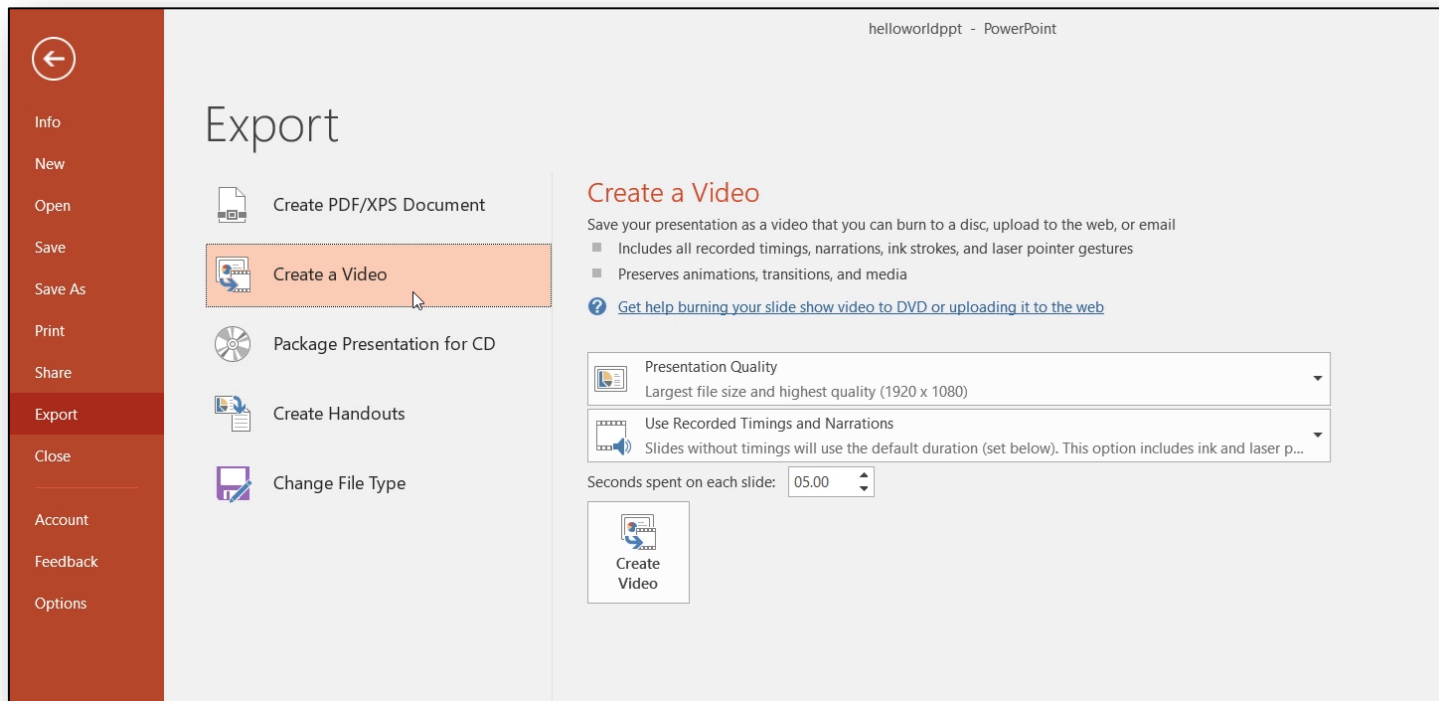 helloworldppt - PowerPoint
Info
New
Open
Save
Save As
Print
Share
Export
Close
Account
Feedback
Options
Export
Create PDF/XPS Document
Create a Video
Package Presentation for CD
Create Handouts
Change File Type
Create a Video
Save your presentation as a video that you can burn to a disc, upload to the web, or email
Includes all recorded timings, narrations, ink strokes, and laser pointer gestures
Preserves animations, transitions, and media
Get help burning your slide show video to DVD or uploading it to the web
Presentation Quality
Largest file size and highest quality (1920 x 1080)
Use Recorded Timings and Narrations
Slides without timings will use the default duration (set below). This option includes ink and laser p...
Seconds spent on each slide: 05.00
Create
Video